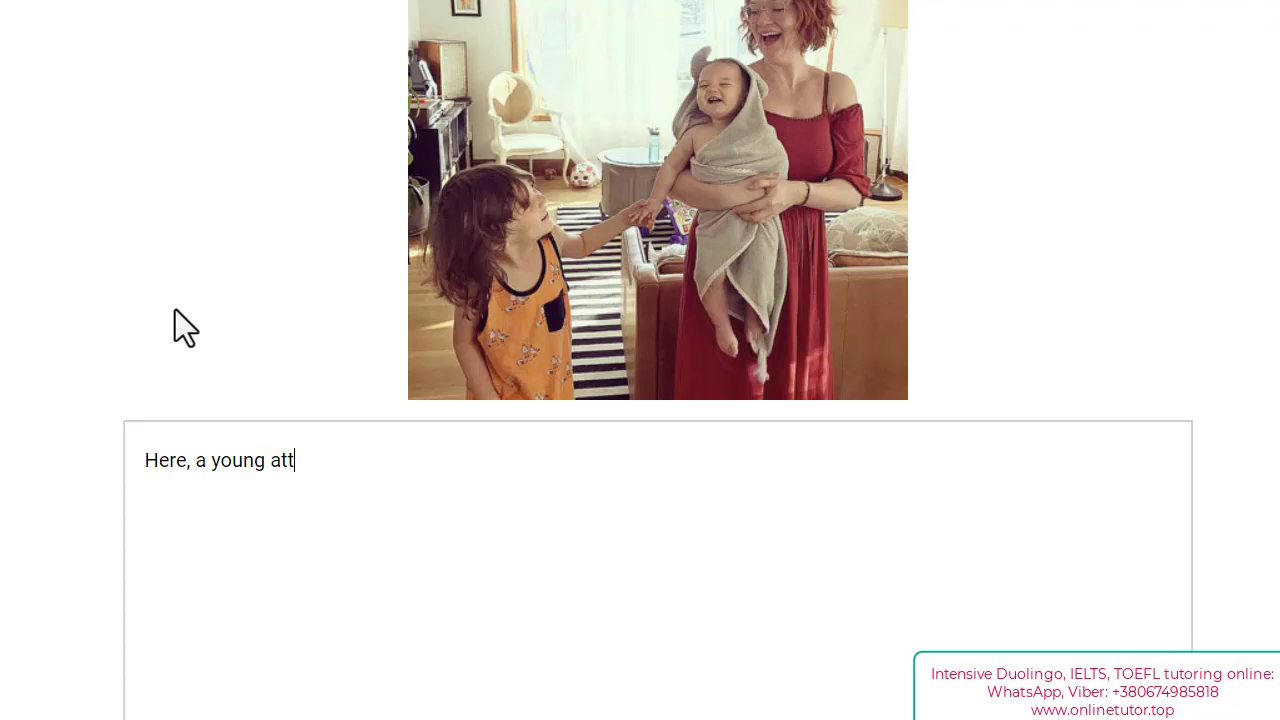 Here, a young att
Intensive Duolingo, IELTS, TOEFL tutoring online:
WhatsApp, Viber: +380674985818
www.onlinetutor.top